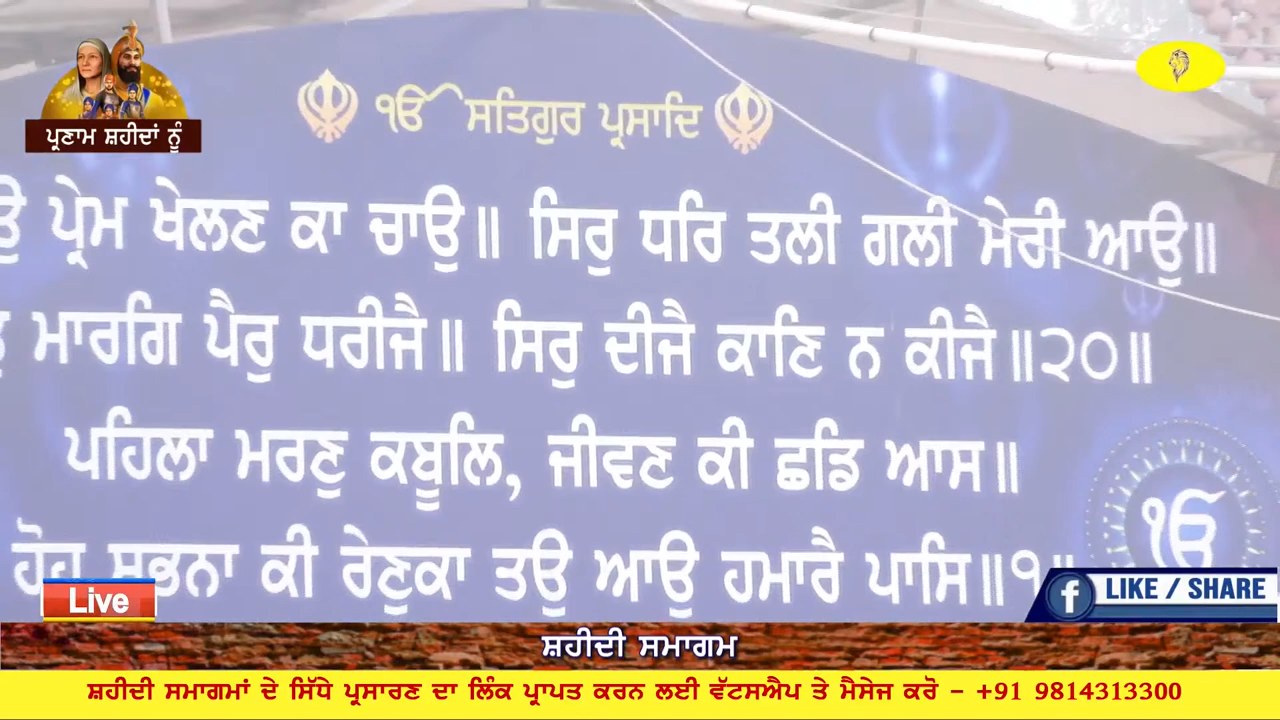 ੴ ਸਤਿਗੁਰ ਪ੍ਰਸਾਦਿ
ਪ੍ਰਣਾਮ ਸ਼ਹੀਦਾਂ ਨੂੰ
ਪ੍ਰੇਮ ਖੇਲਣ ਕਾ ਚਾਉ॥ ਸਿਰੁ ਧਰਿ ਤਲੀ ਗਲੀ ਮੇਰੀ ਆਉ॥
ਮਾਰਗਿ ਪੈਰੁ ਧਰੀਜੈ॥ ਸਿਰੁ ਦੀਜੈ ਕਾਣਿ ਨ ਕੀਜੈ॥੨੦॥
ਪਹਿਲਾ ਮਰਣੁ ਕਬੂਲਿ, ਜੀਵਣ ਕੀ ਛਡਿ ਆਸ॥
ਸਭਨਾ ਕੀ ਰੇਣੁਕਾ ਤਉ ਆਉ ਹਮਾਰੈ ਪਾਸਿ॥੧॥
ੴ
Live
f LIKE / SHARE
ਸ਼ਹੀਦੀ ਸਮਾਗਮ
ਸ਼ਹੀਦੀ ਸਮਾਗਮਾਂ ਦੇ ਸਿੱਧੇ ਪ੍ਰਸਾਰਣ ਦਾ ਲਿੰਕ ਪ੍ਰਾਪਤ ਕਰਨ ਲਈ ਵੱਟਸਐਪ ਤੇ ਮੈਸੇਜ ਕਰੋ - +91 9814313300